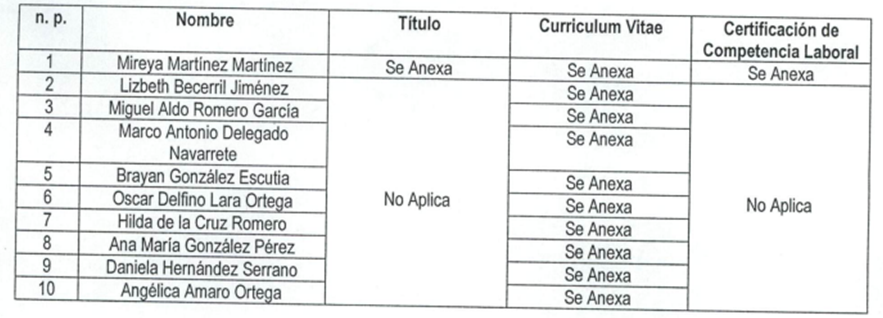 n. p. Nombre Título Curriculum Vitae Certificación de
Competencia Laboral
1 Mireya Martínez Martínez Se Anexa Se Anexa Se Anexa
2 Lizbeth Becerril Jiménez Se Anexa
3 Miguel Aldo Romero García Se Anexa
4 Marco Antonio Delegado Se Anexa
Navarrete
5 Brayan González Escutia Se Anexa
6 Oscar Delfino Lara Ortega No Aplica Se Anexa No Aplica
7 Hilda de la Cruz Romero Se Anexa
8 Ana María González Pérez Se Anexa
9 Daniela Hernández Serrano Se Anexa
10 Angélica Amaro Ortega Se Anexa